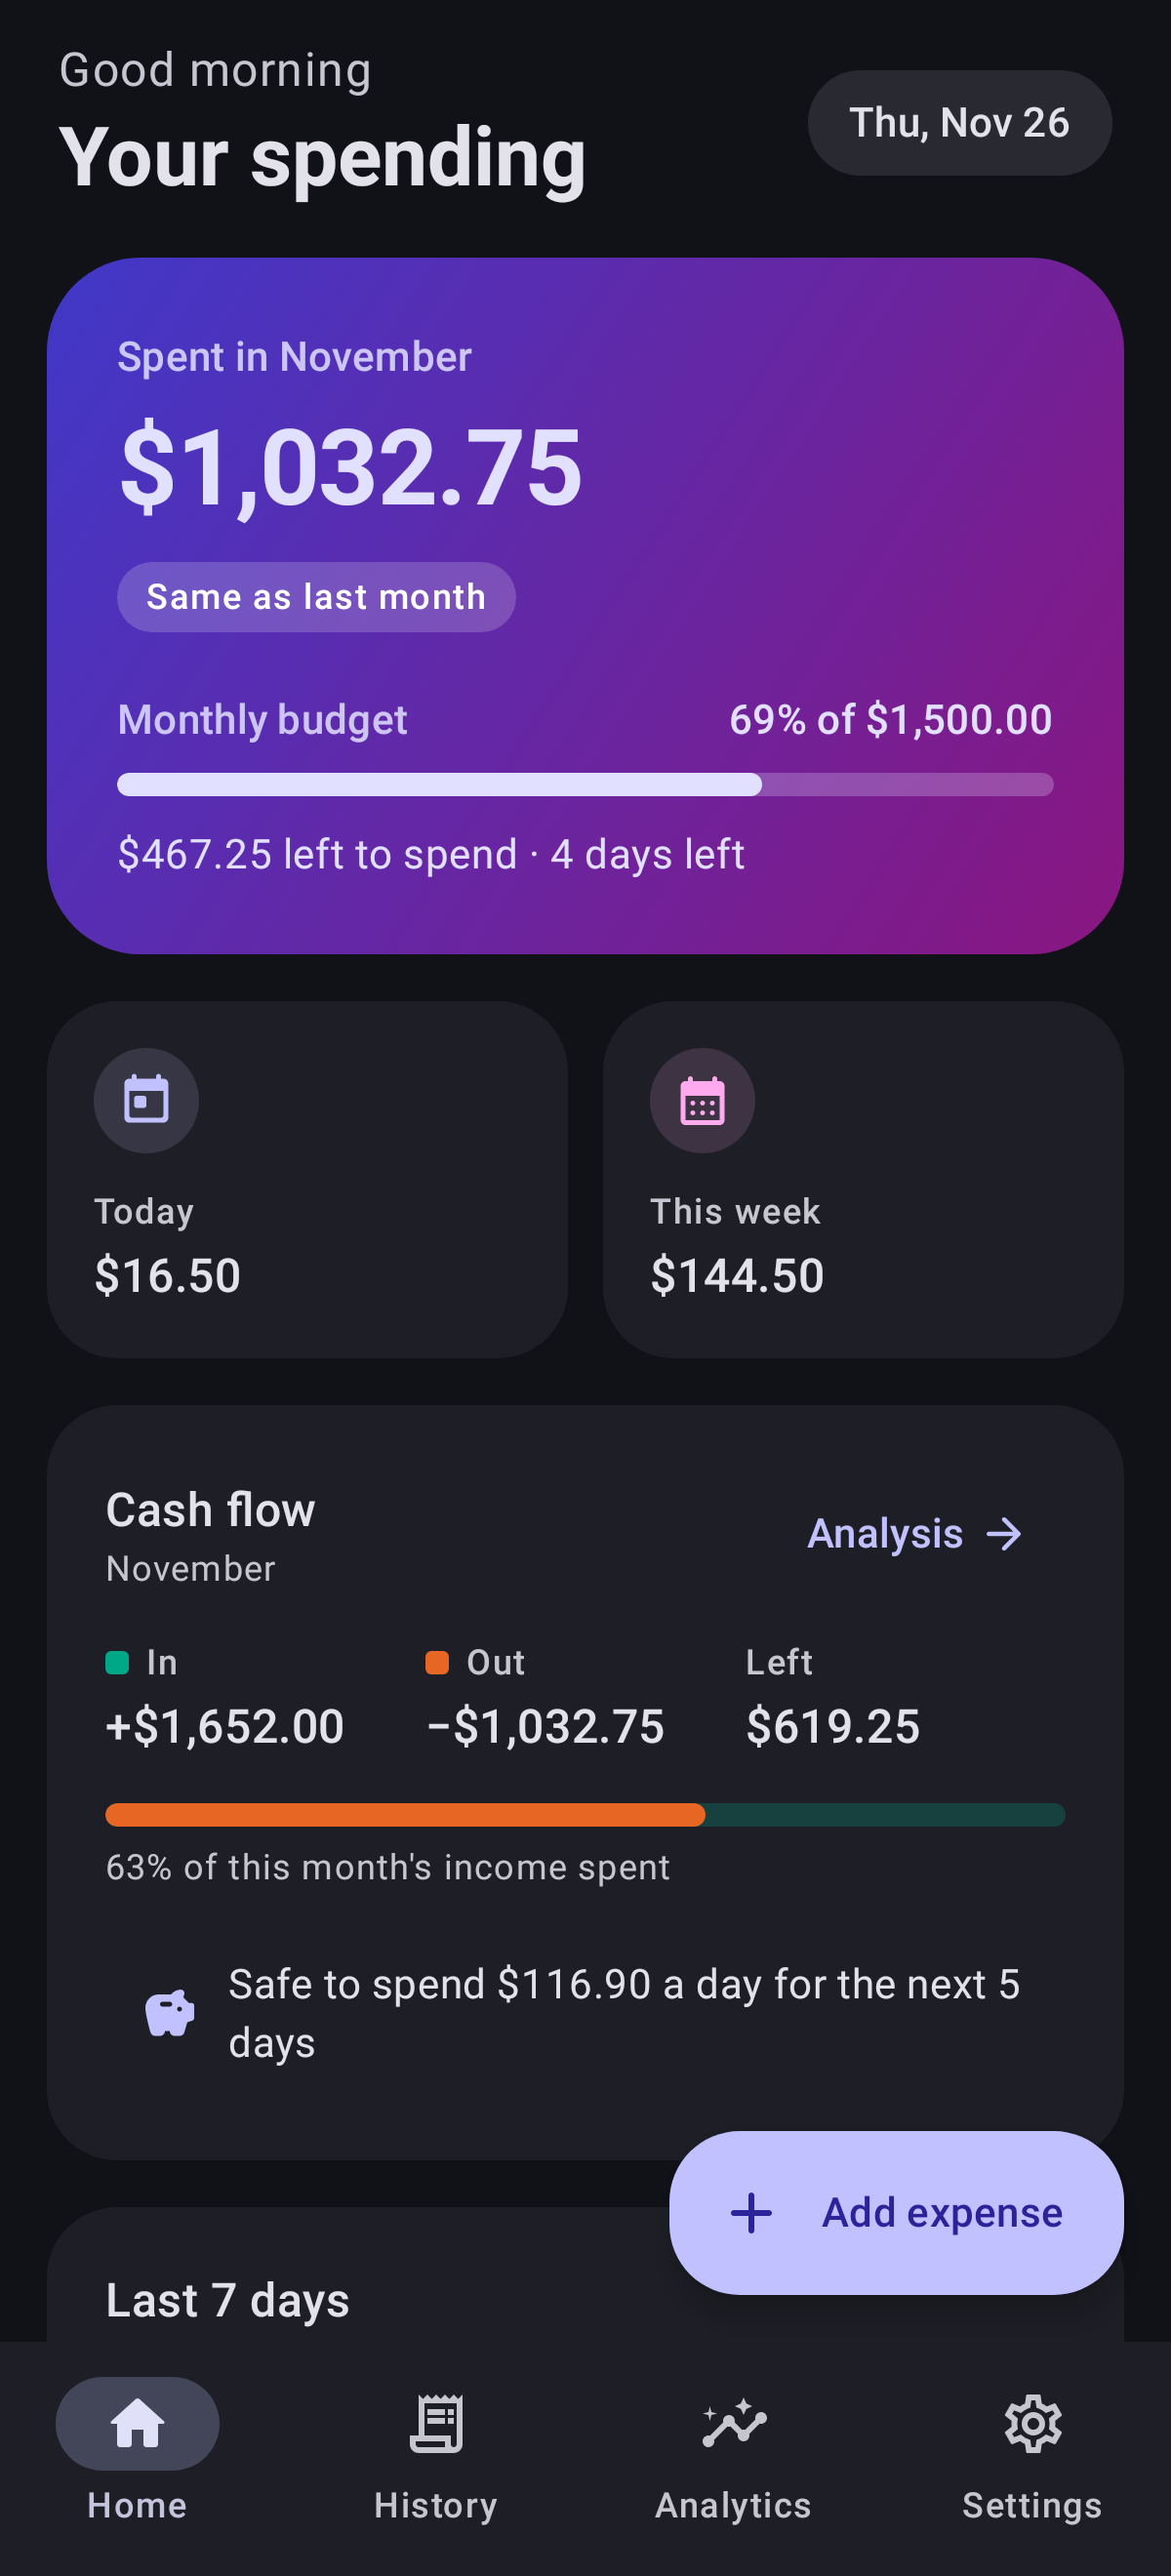 Good morning
Your spending
Thu, Nov 26
Spent in November
$1,032.75
Same as last month
Monthly budget
69% of $1,500.00
$467.25 left to spend · 4 days left
Today
$16.50
This week
$144.50
Cash flow
November
Analysis
In
Out
Left
+$1,652.00
−$1,032.75
$619.25
63% of this month's income spent
Safe to spend $116.90 a day for the next 5
days
Add expense
Last 7 days
Home
History
Analytics
Settings